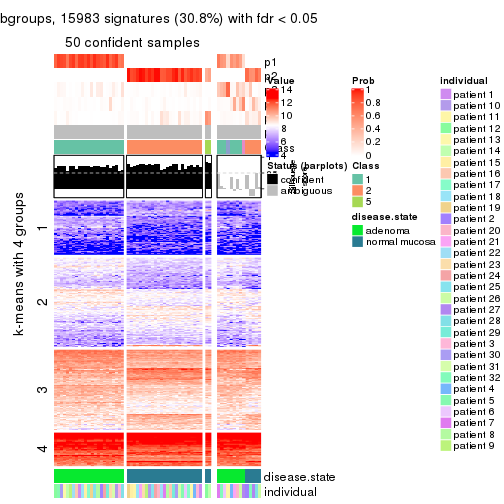 bgroups, 15983 signatures (30.8%) with fdr < 0.05
50 confident samples
p1
p2
Value
14
12
10
8
6
4
Prob
1
0.8
0.6
0.4
0.2
0
Status (barplots)
confident
ambiguous
Class
1
2
5
disease.state
adenoma
normal mucosa
individual
patient 1
patient 10
patient 11
patient 12
patient 13
patient 14
patient 15
patient 16
patient 17
patient 18
patient 19
patient 2
patient 20
patient 21
patient 22
patient 23
patient 24
patient 25
patient 26
patient 27
patient 28
patient 29
patient 3
patient 30
patient 31
patient 32
patient 4
patient 5
patient 6
patient 7
patient 8
patient 9
k-means with 4 groups
1
2
3
4
disease.state
individual